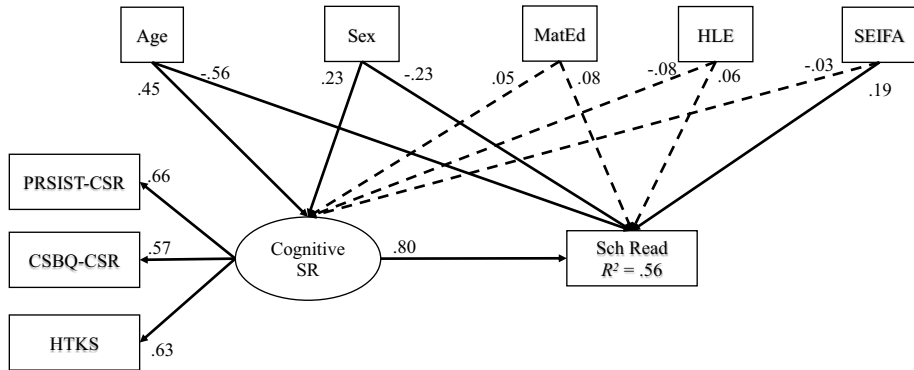 Age
Sex
MatEd
HLE
SEIFA
.45
-.56
.23
-.23
.05
.08
-.08
.06
-.03
.19
PRSIST-CSR
.66
CSBQ-CSR
.57
HTKS
.63
Cognitive
SR
.80
Sch Read
R² = .56